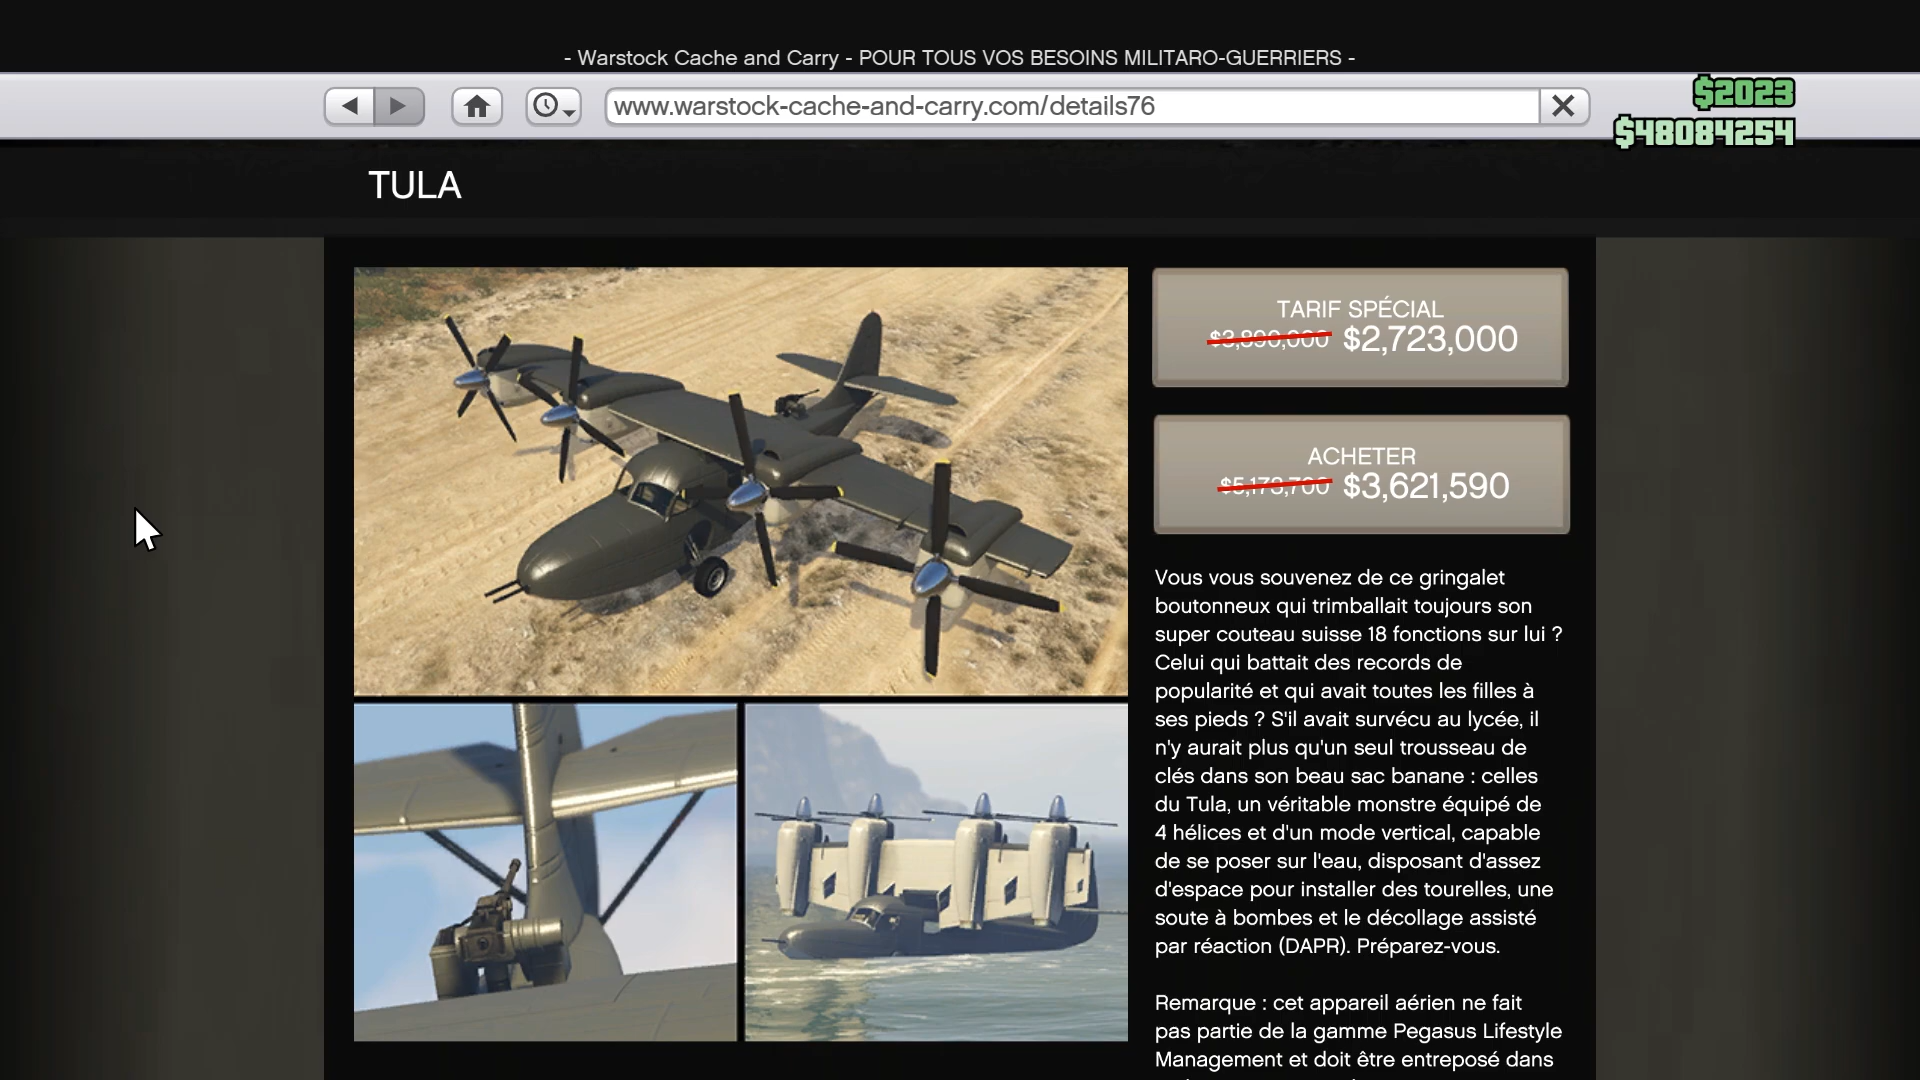 - Warstock Cache and Carry - POUR TOUS VOS BESOINS MILITARO-GUERRIERS -
www.warstock-cache-and-carry.com/details76
$2023
$48084254
TULA
TARIF SPÉCIAL
$3,890,000 $2,723,000
ACHETER
$5,173,700 $3,621,590
Vous vous souvenez de ce gringalet
boutonneux qui trimballait toujours son
super couteau suisse 18 fonctions sur lui ?
Celui qui battait des records de
popularité et qui avait toutes les filles à
ses pieds ? S'il avait survécu au lycée, il
n'y aurait plus qu'un seul trousseau de
clés dans son beau sac banane : celles
du Tula, un véritable monstre équipé de
4 hélices et d'un mode vertical, capable
de se poser sur l'eau, disposant d'assez
d'espace pour installer des tourelles, une
soute à bombes et le décollage assisté
par réaction (DAPR). Préparez-vous.
Remarque : cet appareil aérien ne fait
pas partie de la gamme Pegasus Lifestyle
Management et doit être entreposé dans